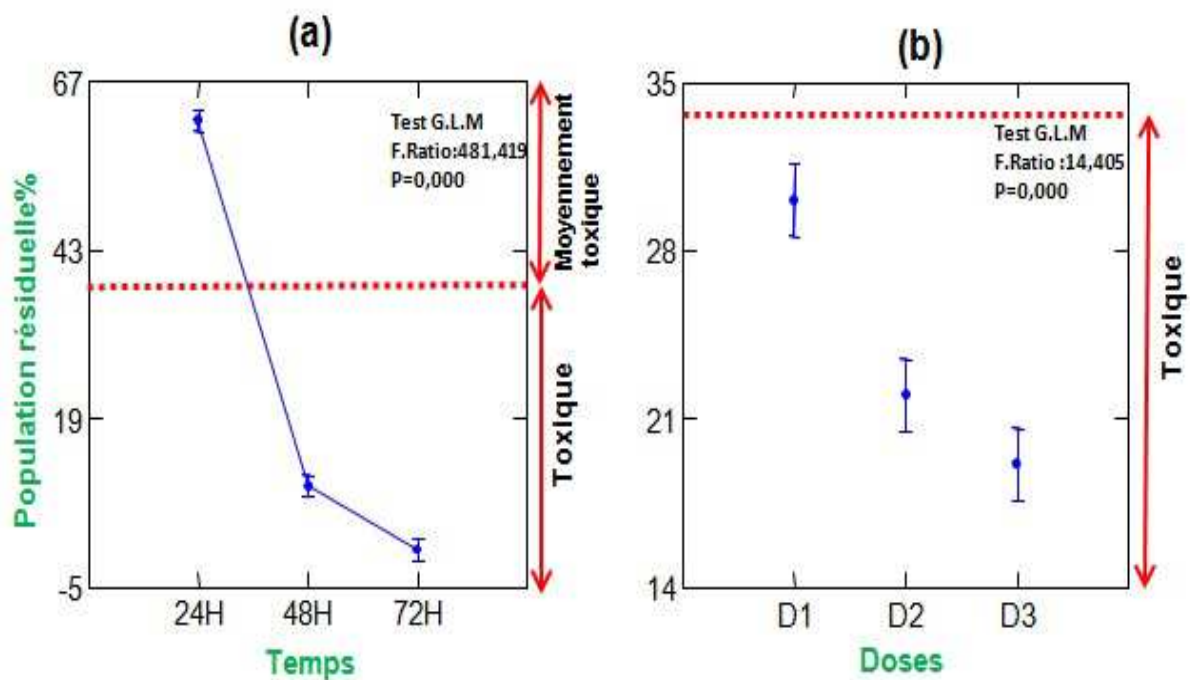 (a)
67
43
19
-5
Population résiduelle%
Test G.L.M
F.Ratio:481,419
P=0,000
Moyennement
toxique
Toxique
24H 48H 72H
Temps
(b)
35
28
21
14
Test G.L.M
F.Ratio :14,405
P=0,000
Toxique
D1 D2 D3
Doses